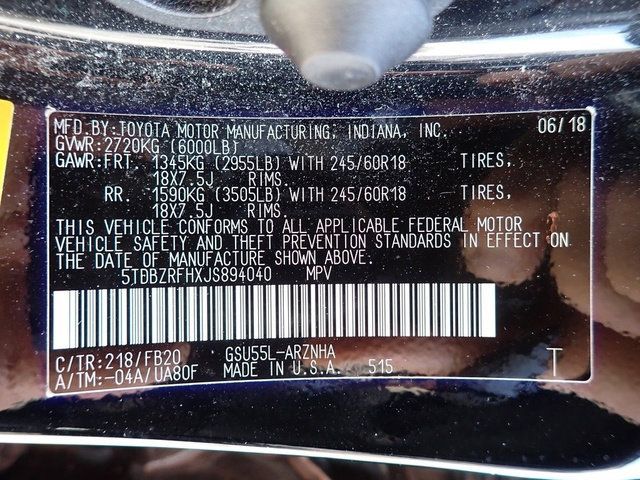 MFD.BY:TOYOTA MOTOR MANUFACTURING, INDIANA, INC. 06/18
GVWR:2720KG (6000LB)
GAWR:FRT. 1345KG (2955LB) WITH 245/60R18 TIRES,
18X7.5J RIMS.
RR. 1590KG (3505LB) WITH 245/60R18 TIRES,
18X7.5J RIMS.
THIS VEHICLE CONFORMS TO ALL APPLICABLE FEDERAL MOTOR
VEHICLE SAFETY AND THEFT PREVENTION STANDARDS IN EFFECT ON
THE DATE OF MANUFACTURE SHOWN ABOVE.
5TDBZRFHXJS894040 MPV
C/TR:218/FB20 GSU55L-ARZNHA
A/TM:-04A/UA80F MADE IN U.S.A. 515 T